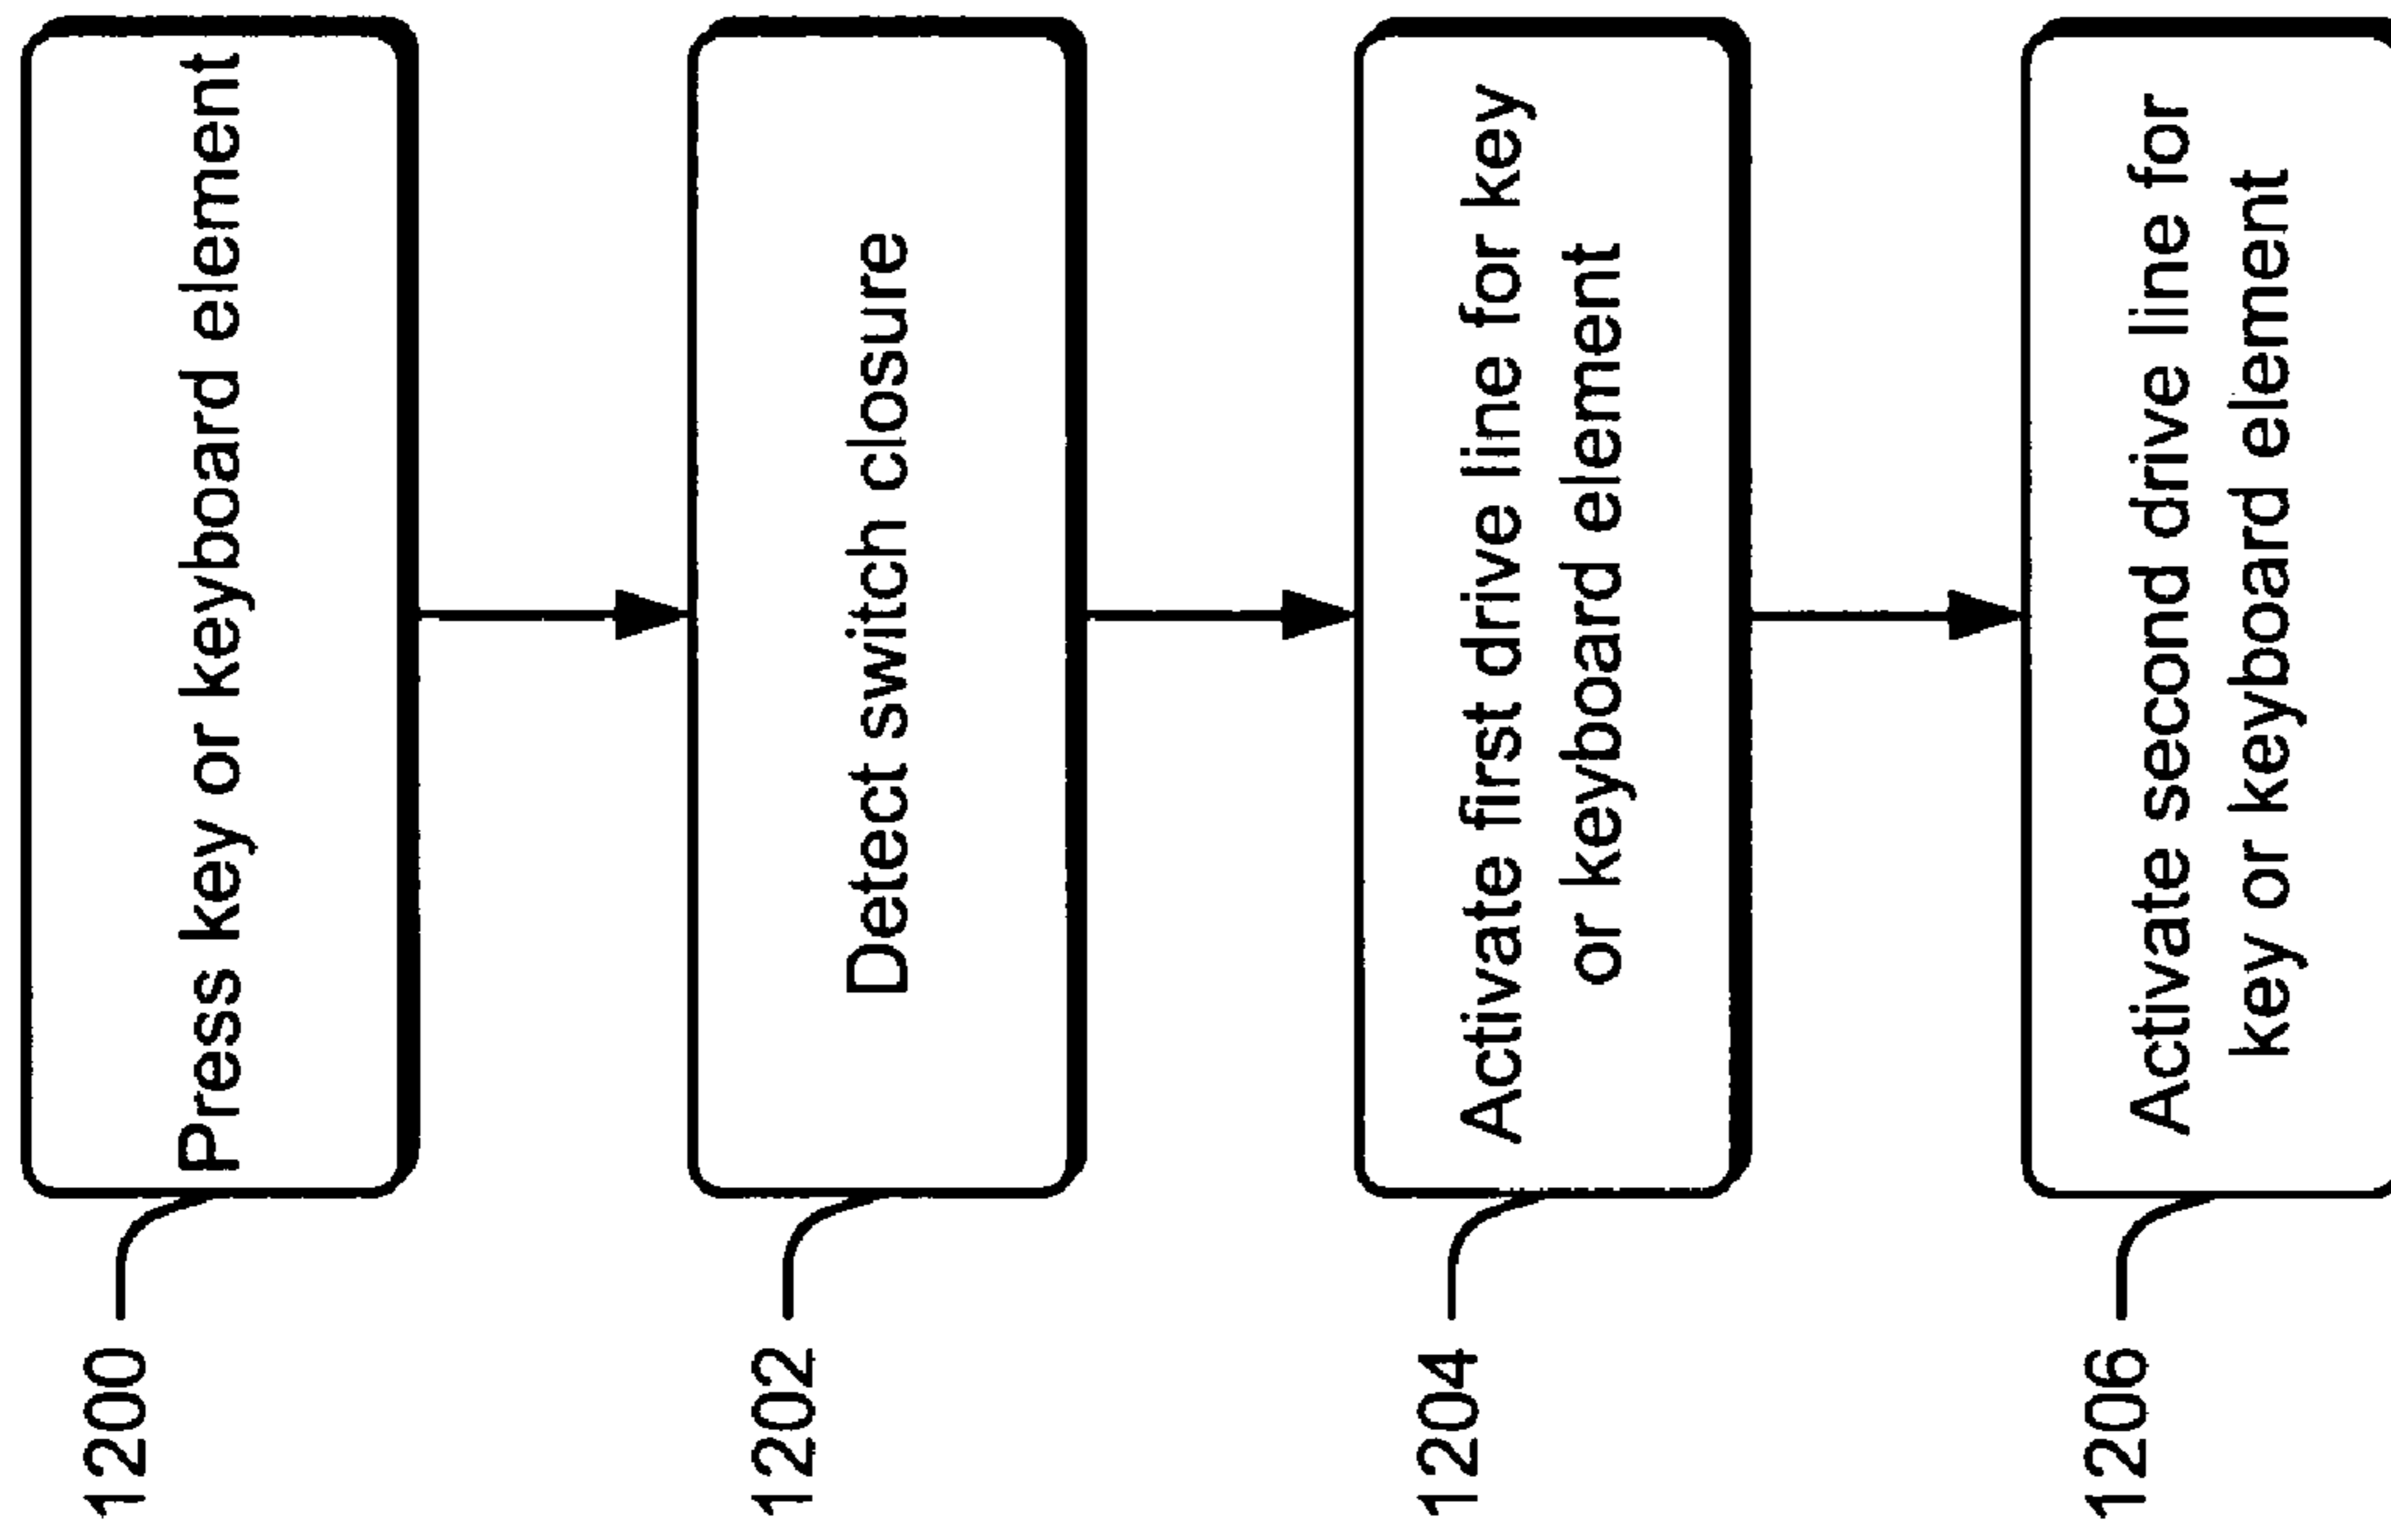 1200
Press key or keyboard element
1202
Detect switch closure
1204
Activate first drive line for key
or keyboard element
1206
Activate second drive line for
key or keyboard element